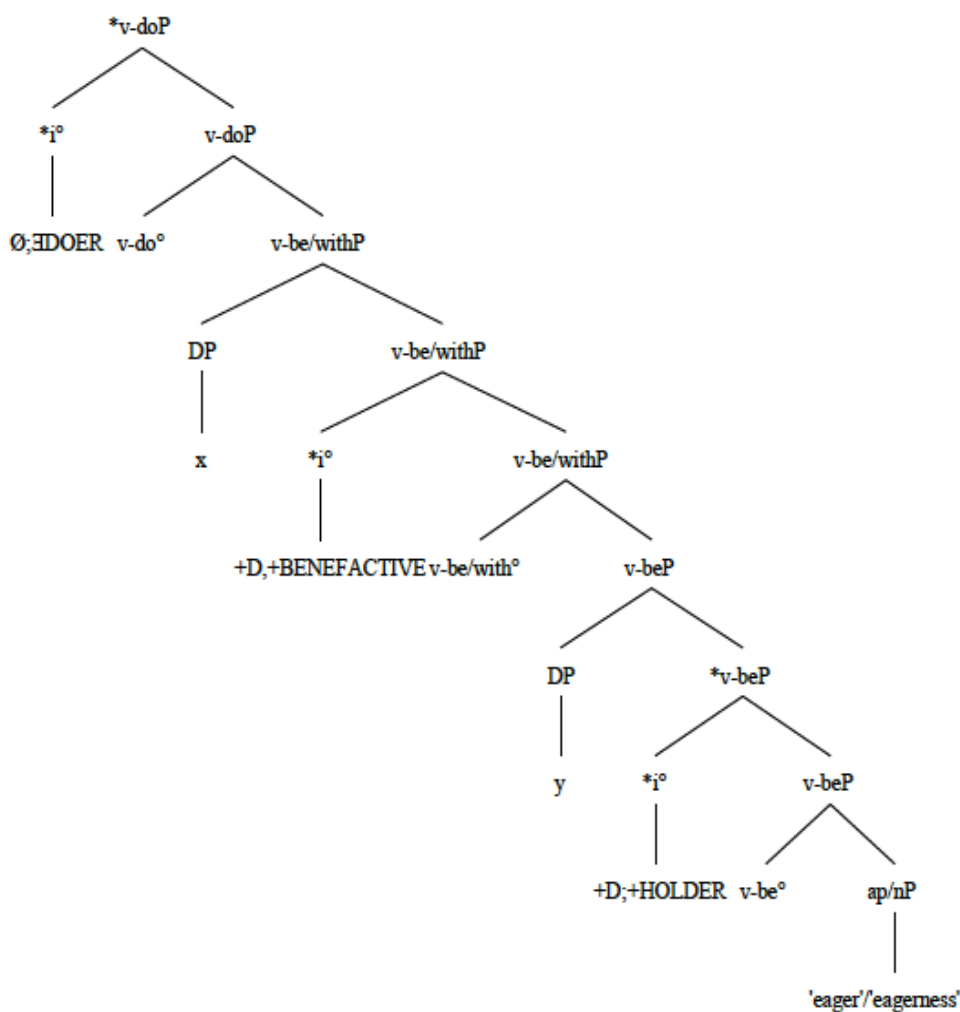 *v-doP
*i° v-doP
Ø;∃DOER v-do° v-be/withP
DP v-be/withP
x *i° v-be/withP
+D,+BENEFACTIVE v-be/with° v-beP
DP *v-beP
y *i° v-beP
+D;+HOLDER v-be° ap/nP
'eager'/'eagerness'